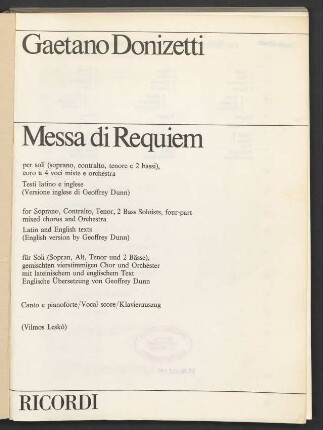 Gaetano Donizetti
Messa di Requiem
per soli (soprano, contralto, tenore e 2 bassi),
coro a 4 voci miste e orchestra
Testi latino e inglese
(Versione inglese di Geoffrey Dunn)
for Soprano, Contralto, Tenor, 2 Bass Soloists, four-part
mixed chorus and Orchestra
Latin and English texts
(English version by Geoffrey Dunn)
für Soli (Sopran, Alt, Tenor und 2 Bässe),
gemischten vierstimmigen Chor und Orchester
mit lateinischem und englischem Text
Englische Übersetzung von Geoffrey Dunn
Canto e pianoforte/Vocal score/Klavierauszug
(Vilmos Leskó)
RICORDI